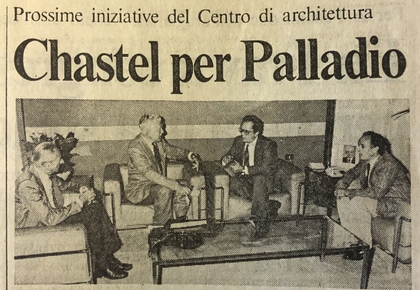 Prossime iniziative del Centro di architettura
Chastel per Palladio